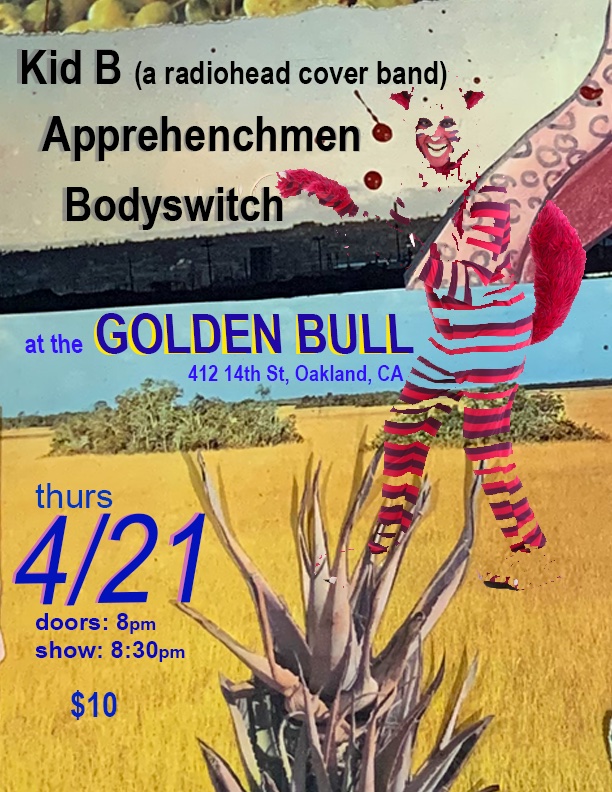 Kid B (a radiohead cover band)
Apprehenchmen
Bodyswitch
at the GOLDEN BULL
412 14th St, Oakland, CA
thurs
4/21
doors: 8pm
show: 8:30pm
$10